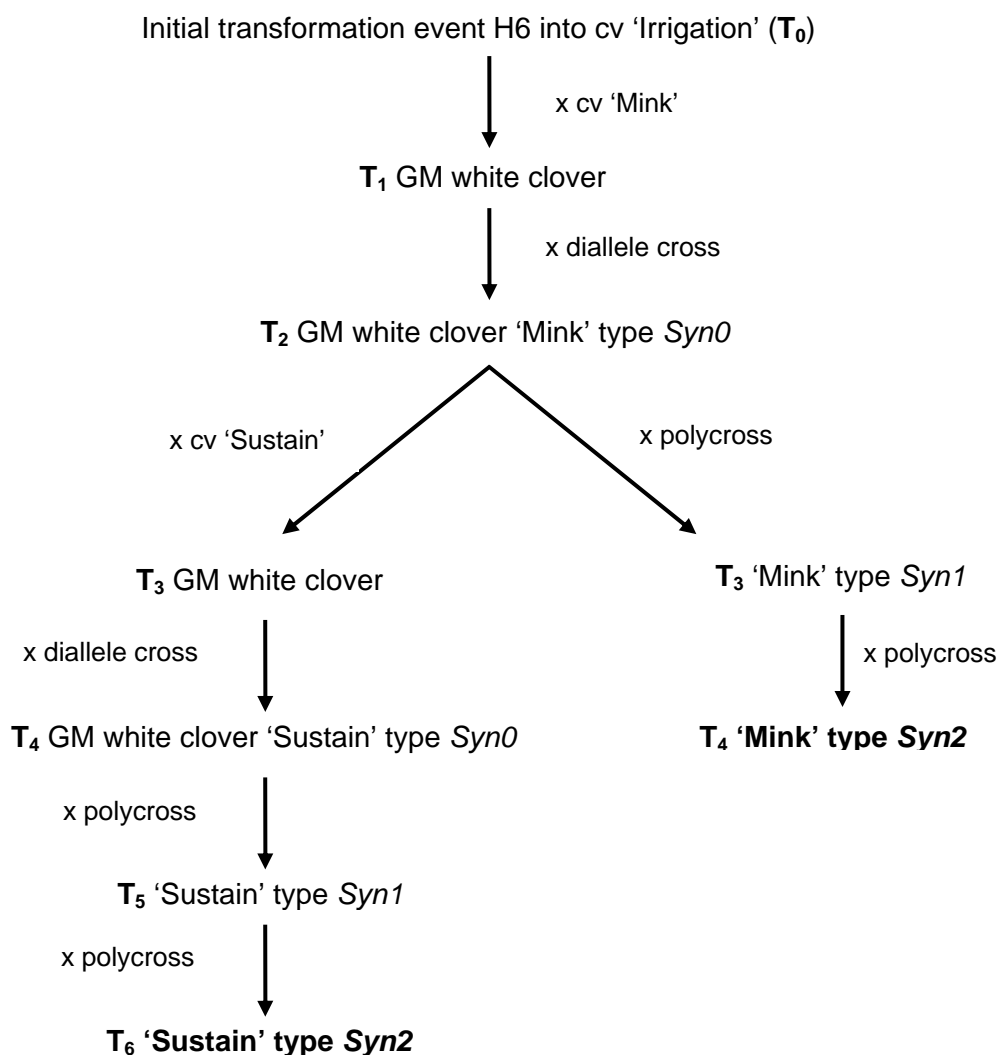 Initial transformation event H6 into cv ‘Irrigation’ (T0)
x cv ‘Mink’
T1 GM white clover
x diallele cross
T2 GM white clover ‘Mink’ type Syn0
x cv ‘Sustain’
x polycross
T3 GM white clover
T3 ‘Mink’ type Syn1
x diallele cross
x polycross
T4 GM white clover ‘Sustain’ type Syn0
T4 ‘Mink’ type Syn2
x polycross
T5 ‘Sustain’ type Syn1
x polycross
T6 ‘Sustain’ type Syn2